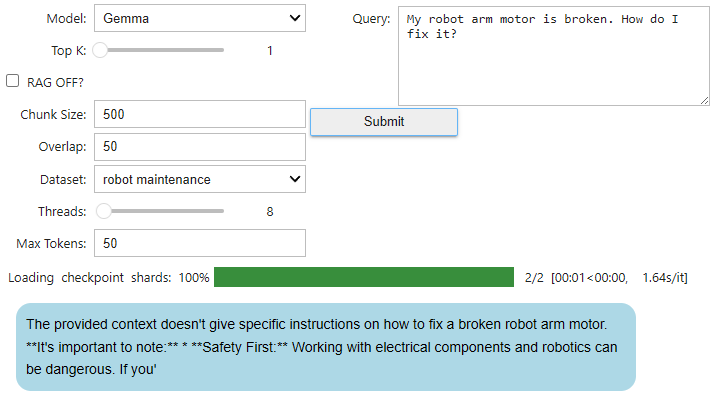 Model: Gemma
Query: My robot arm motor is broken. How do I
fix it?
Top K: 1
RAG OFF?
Chunk Size: 500
Submit
Overlap: 50
Dataset: robot maintenance
Threads: 8
Max Tokens: 50
Loading checkpoint shards: 100% 2/2 [00:01<00:00, 1.64s/it]
The provided context doesn't give specific instructions on how to fix a broken robot arm motor.
**It's important to note:** * **Safety First:** Working with electrical components and robotics can
be dangerous. If you'